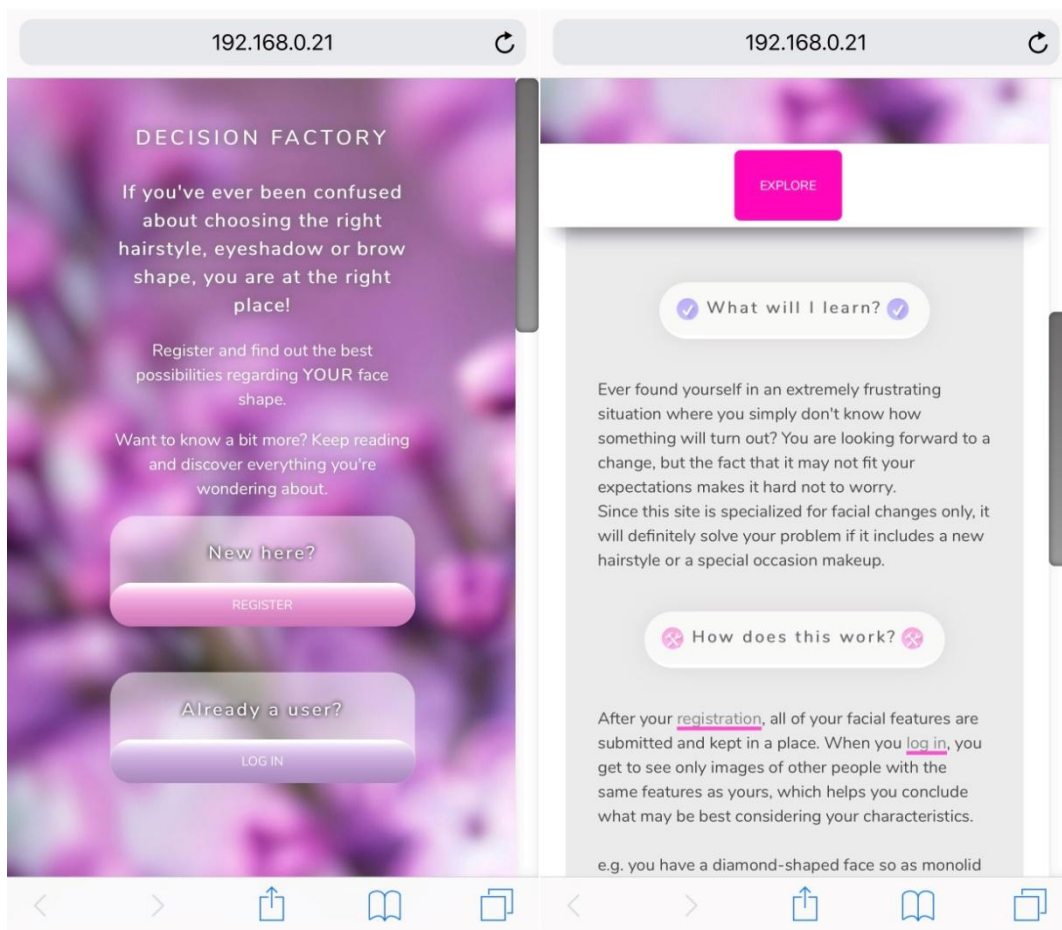 192.168.0.21
DECISION FACTORY
If you've ever been confused
about choosing the right
hairstyle, eyeshadow or brow
shape, you are at the right
place!
Register and find out the best
possibilities regarding YOUR face
shape.
Want to know a bit more? Keep reading
and discover everything you're
wondering about.
New here?
REGISTER
Already a user?
LOG IN
192.168.0.21
EXPLORE
What will I learn?
Ever found yourself in an extremely frustrating
situation where you simply don't know how
something will turn out? You are looking forward to a
change, but the fact that it may not fit your
expectations makes it hard not to worry.
Since this site is specialized for facial changes only, it
will definitely solve your problem if it includes a new
hairstyle or a special occasion makeup.
How does this work?
After your registration, all of your facial features are
submitted and kept in a place. When you log in, you
get to see only images of other people with the
same features as yours, which helps you conclude
what may be best considering your characteristics.
e.g. you have a diamond-shaped face so as monolid